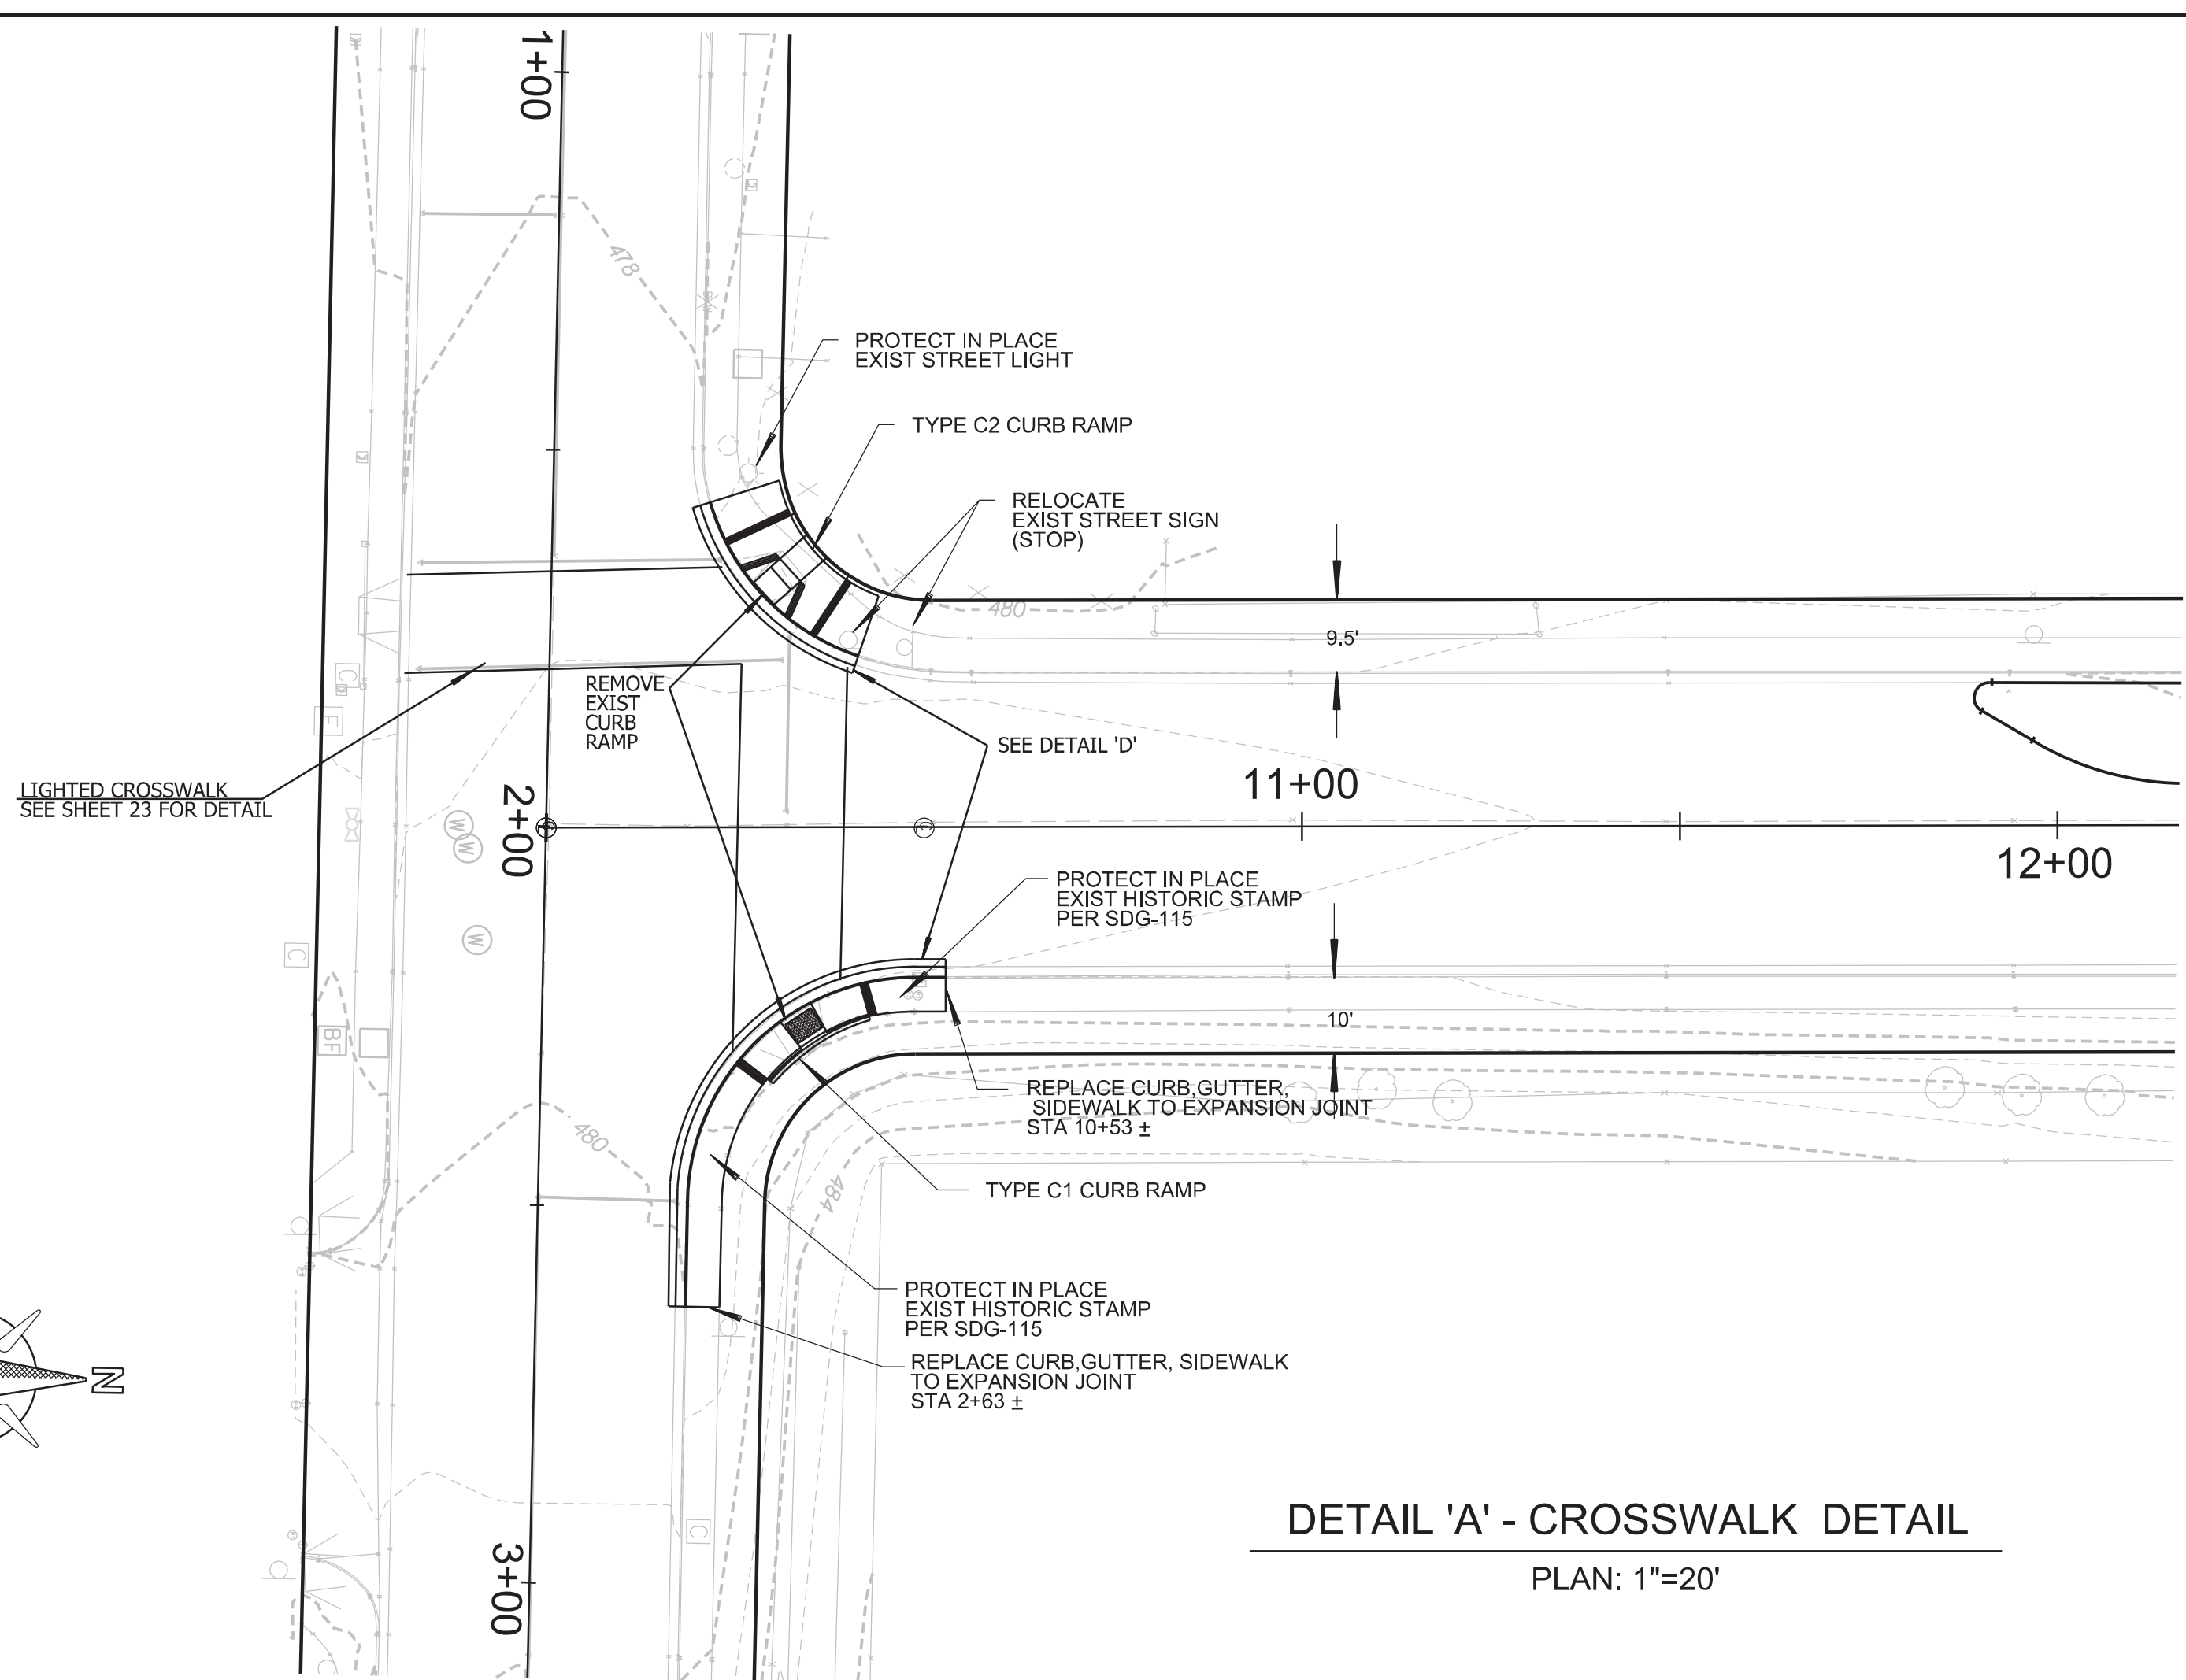 1+00
478
PROTECT IN PLACE
EXIST STREET LIGHT
TYPE C2 CURB RAMP
RELOCATE
EXIST STREET SIGN
(STOP)
480
9.5'
REMOVE
EXIST
CURB
RAMP
C
E
SEE DETAIL 'D'
LIGHTED CROSSWALK
SEE SHEET 23 FOR DETAIL
2+00
11+00
12+00
W
W
W
C
PROTECT IN PLACE
EXIST HISTORIC STAMP
PER SDG-115
BF
10'
REPLACE CURB,GUTTER,
SIDEWALK TO EXPANSION JOINT
STA 10+53 ±
480
484
TYPE C1 CURB RAMP
PROTECT IN PLACE
EXIST HISTORIC STAMP
PER SDG-115
N
REPLACE CURB,GUTTER, SIDEWALK
TO EXPANSION JOINT
STA 2+63 ±
C
3+00
DETAIL 'A' - CROSSWALK DETAIL
PLAN: 1"=20'